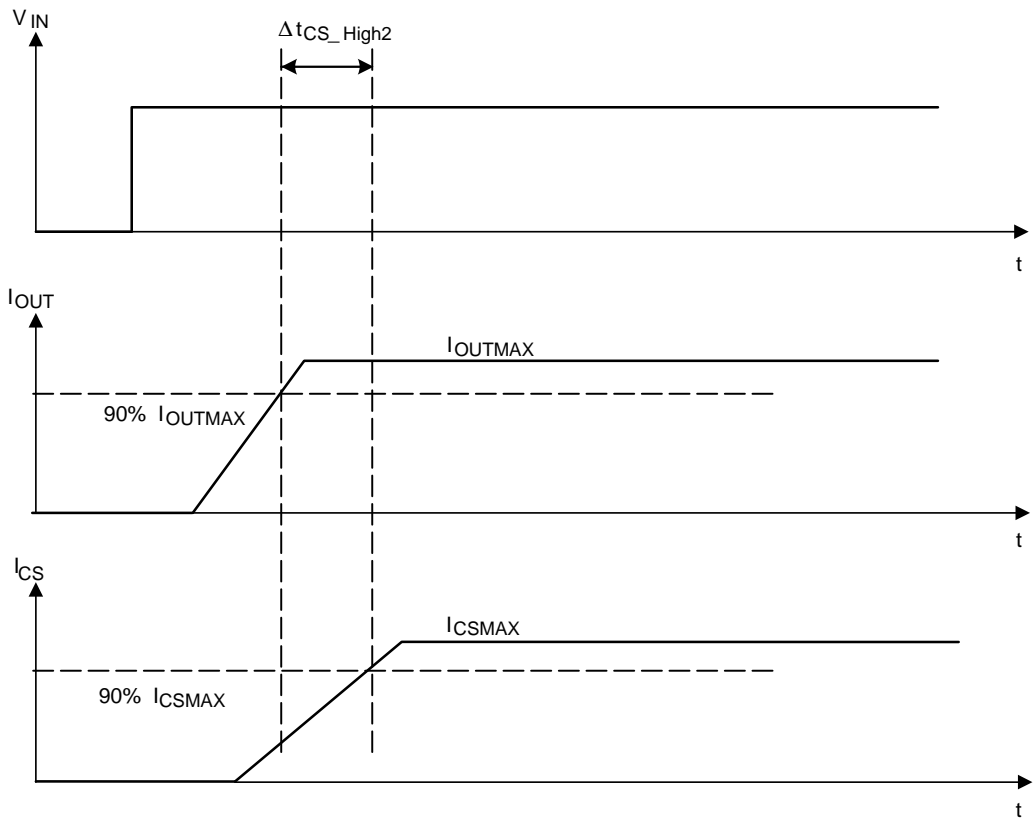 V IN
Δ tCS_ High2
t
IOUT
IOUTMAX
90% IOUTMAX
t
ICS
ICSMAX
90% ICSMAX
t